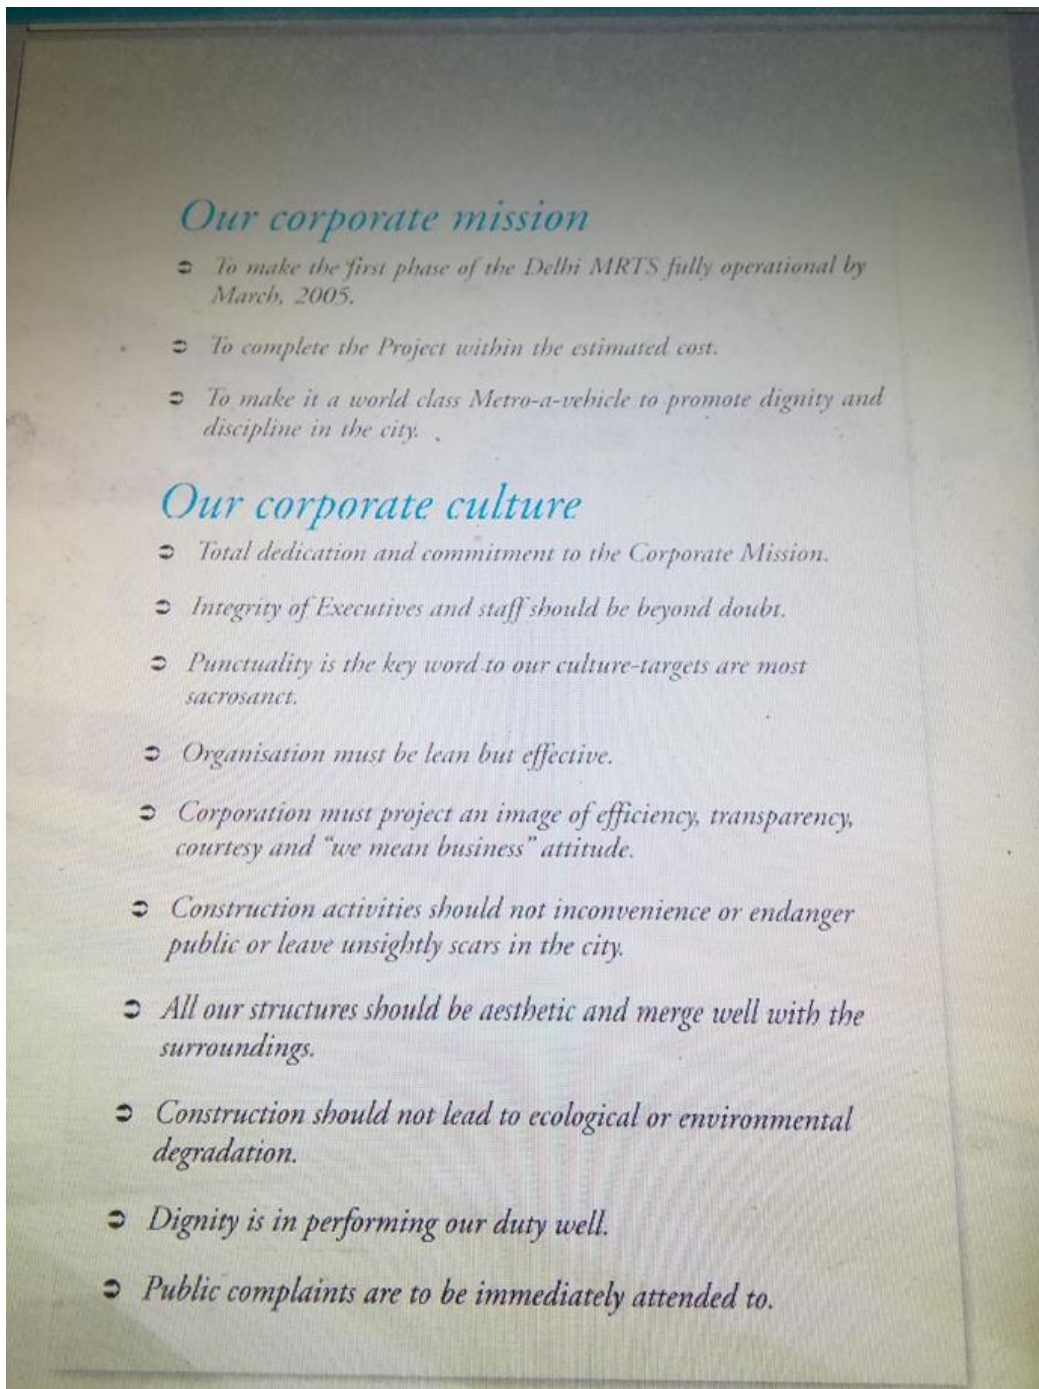 Our corporate mission
➲ To make the first phase of the Delhi MRTS fully operational by
March, 2005.
➲ To complete the Project within the estimated cost.
➲ To make it a world class Metro-a-vehicle to promote dignity and
discipline in the city.
Our corporate culture
➲ Total dedication and commitment to the Corporate Mission.
➲ Integrity of Executives and staff should be beyond doubt.
➲ Punctuality is the key word to our culture-targets are most
sacrosanct.
➲ Organisation must be lean but effective.
➲ Corporation must project an image of efficiency, transparency,
courtesy and "we mean business" attitude.
➲ Construction activities should not inconvenience or endanger
public or leave unsightly scars in the city.
➲ All our structures should be aesthetic and merge well with the
surroundings.
➲ Construction should not lead to ecological or environmental
degradation.
➲ Dignity is in performing our duty well.
➲ Public complaints are to be immediately attended to.